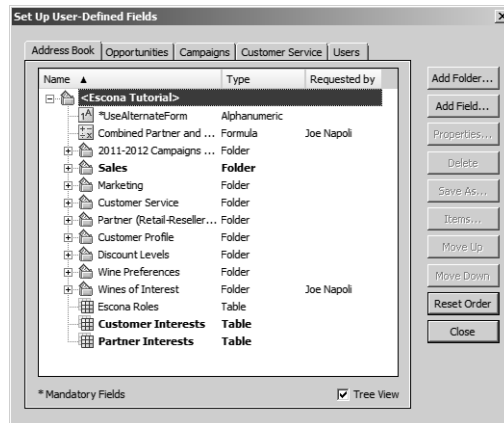 Set Up User-Defined Fields
Address Book Opportunities Campaigns Customer Service Users
Name Type Requested by
<Escona Tutorial>
*UseAlternateForm Alphanumeric
Combined Partner and ... Formula Joe Napoli
2011-2012 Campaigns ... Folder
Sales Folder
Marketing Folder
Customer Service Folder
Partner (Retail-Reseller... Folder
Customer Profile Folder
Discount Levels Folder
Wine Preferences Folder
Wines of Interest Folder Joe Napoli
Escona Roles Table
Customer Interests Table
Partner Interests Table
* Mandatory Fields
Tree View
Add Folder...
Add Field...
Properties...
Delete
Save As...
Items...
Move Up
Move Down
Reset Order
Close